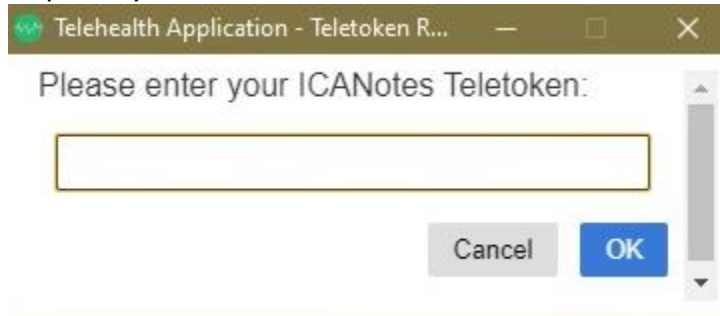 Telehealth Application - Teletoken R...
Please enter your ICANotes Teletoken:
Cancel OK